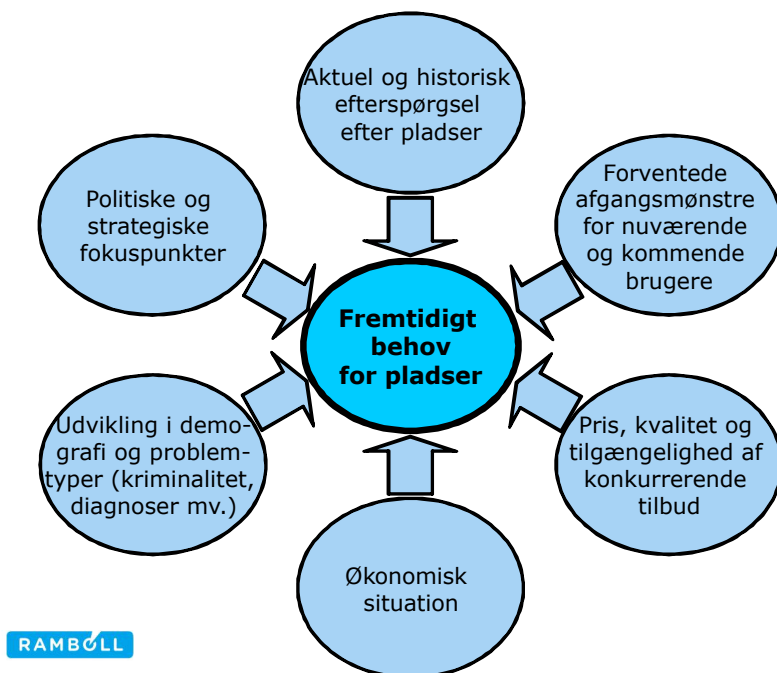 Aktuel og historisk
efterspørgsel
efter pladser
Politiske og
strategiske
fokuspunkter
Forventede
afgangsmønstre
for nuværende
og kommende
brugere
Fremtidigt
behov
for pladser
Udvikling i demo-
grafi og problem-
typer (kriminalitet,
diagnoser mv.)
Pris, kvalitet og
tilgængelighed af
konkurrerende
tilbud
Økonomisk
situation
RAMBØLL